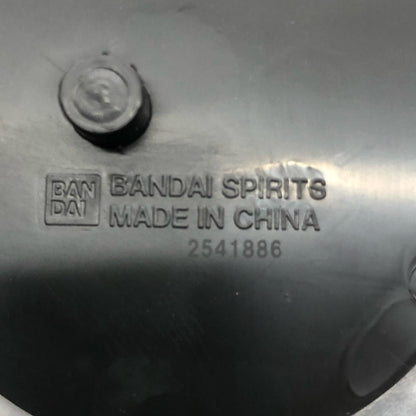 BAN
DAI
BANDAI SPIRITS
MADE IN CHINA
2541886